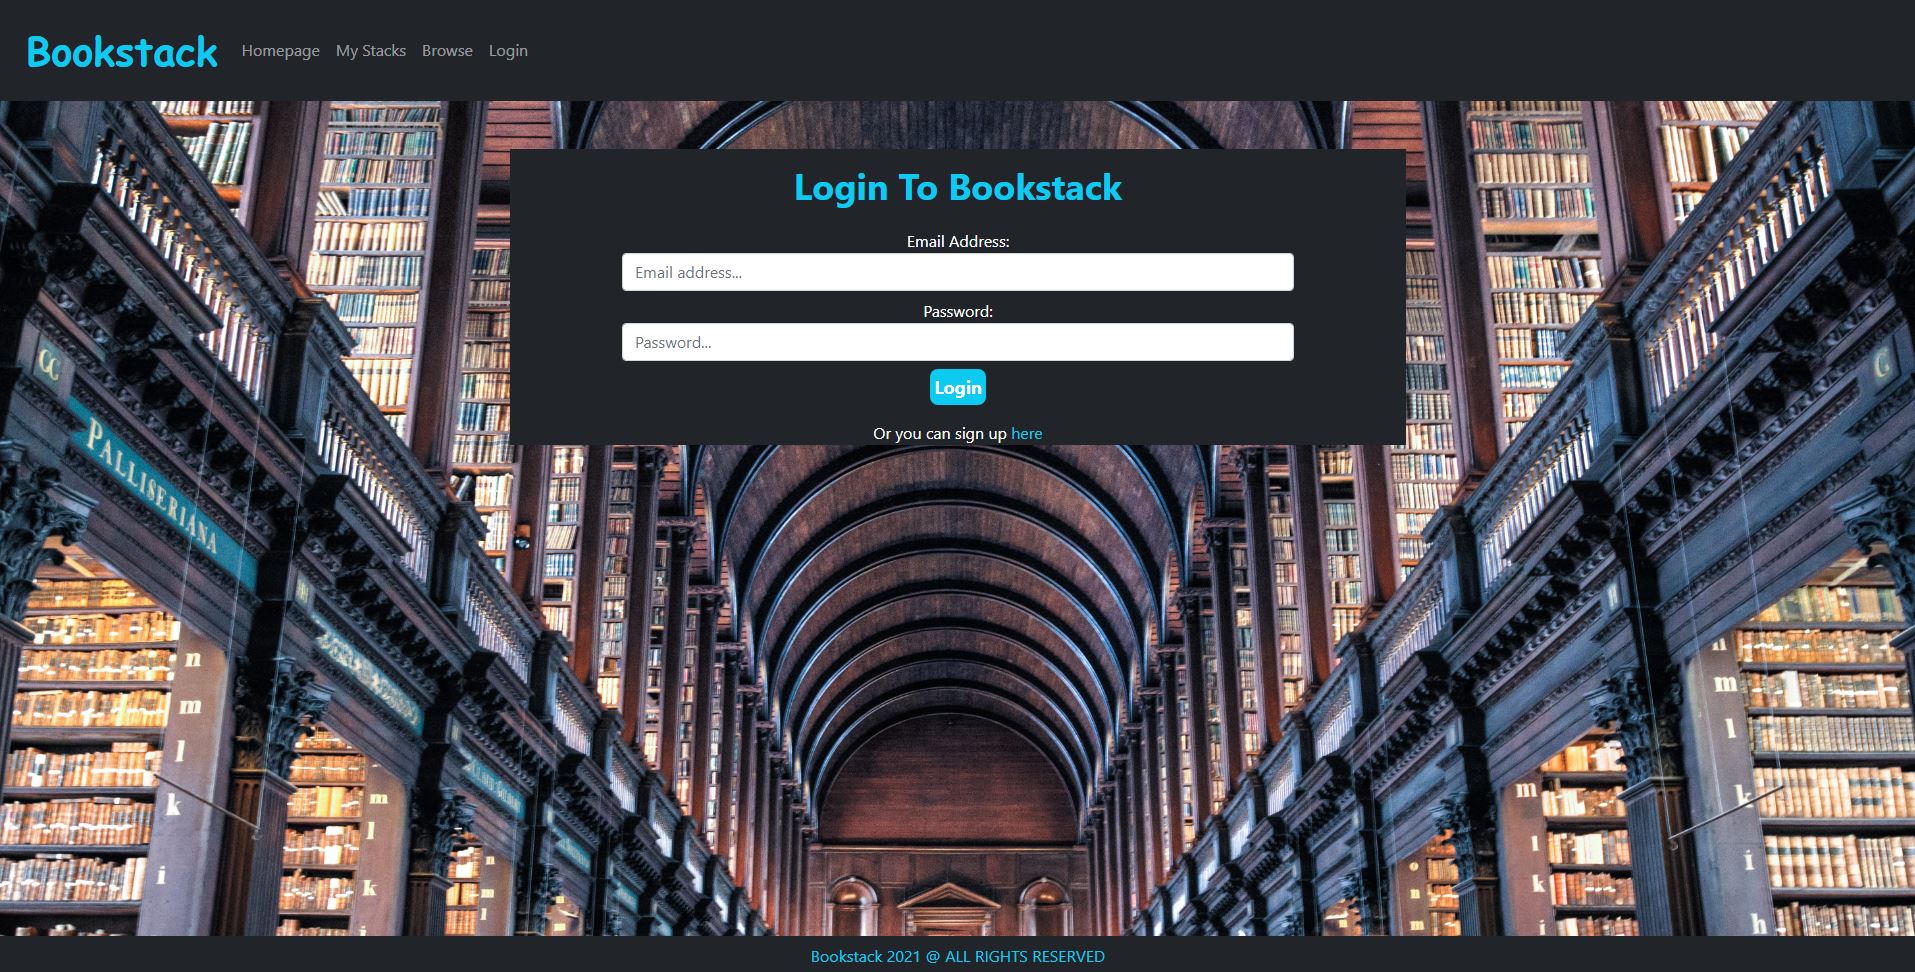 Bookstack
Homepage My Stacks Browse Login
Login To Bookstack
Email Address:
Email address...
Password:
Password...
Login
Or you can sign up here
GG
G
PALLISERIANA
n
m
l
k
i
m
l
k
i
n
m
l
m
l
k
i
h
m
l
k
i
o
n
m
Bookstack 2021 @ ALL RIGHTS RESERVED